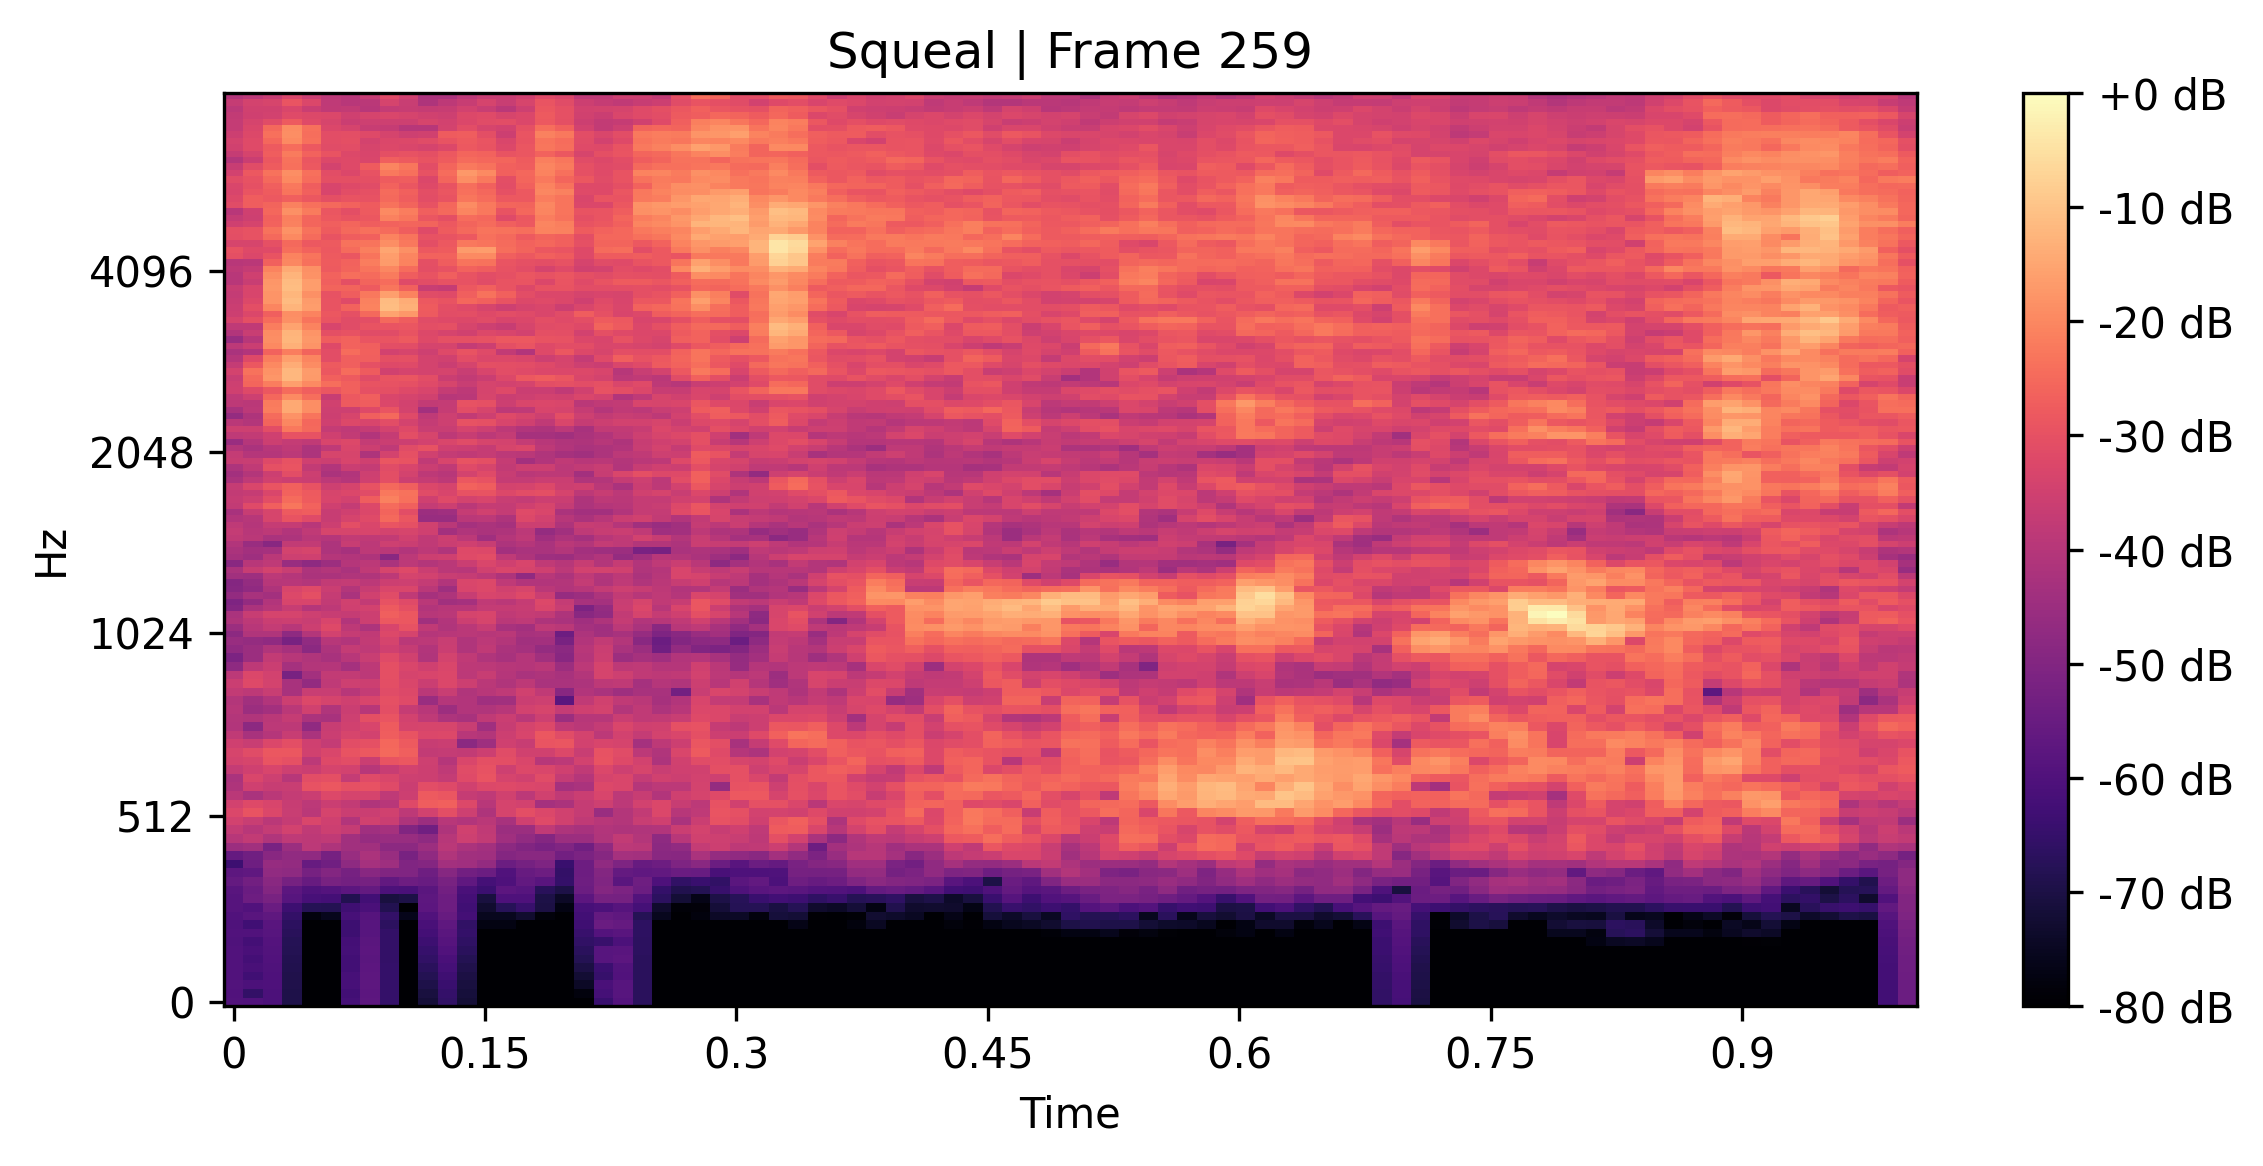 Squeal | Frame 259
+0 dB
-10 dB
-20 dB
-30 dB
-40 dB
-50 dB
-60 dB
-70 dB
-80 dB
Hz
4096
2048
1024
512
0
0 0.15 0.3 0.45 0.6 0.75 0.9
Time